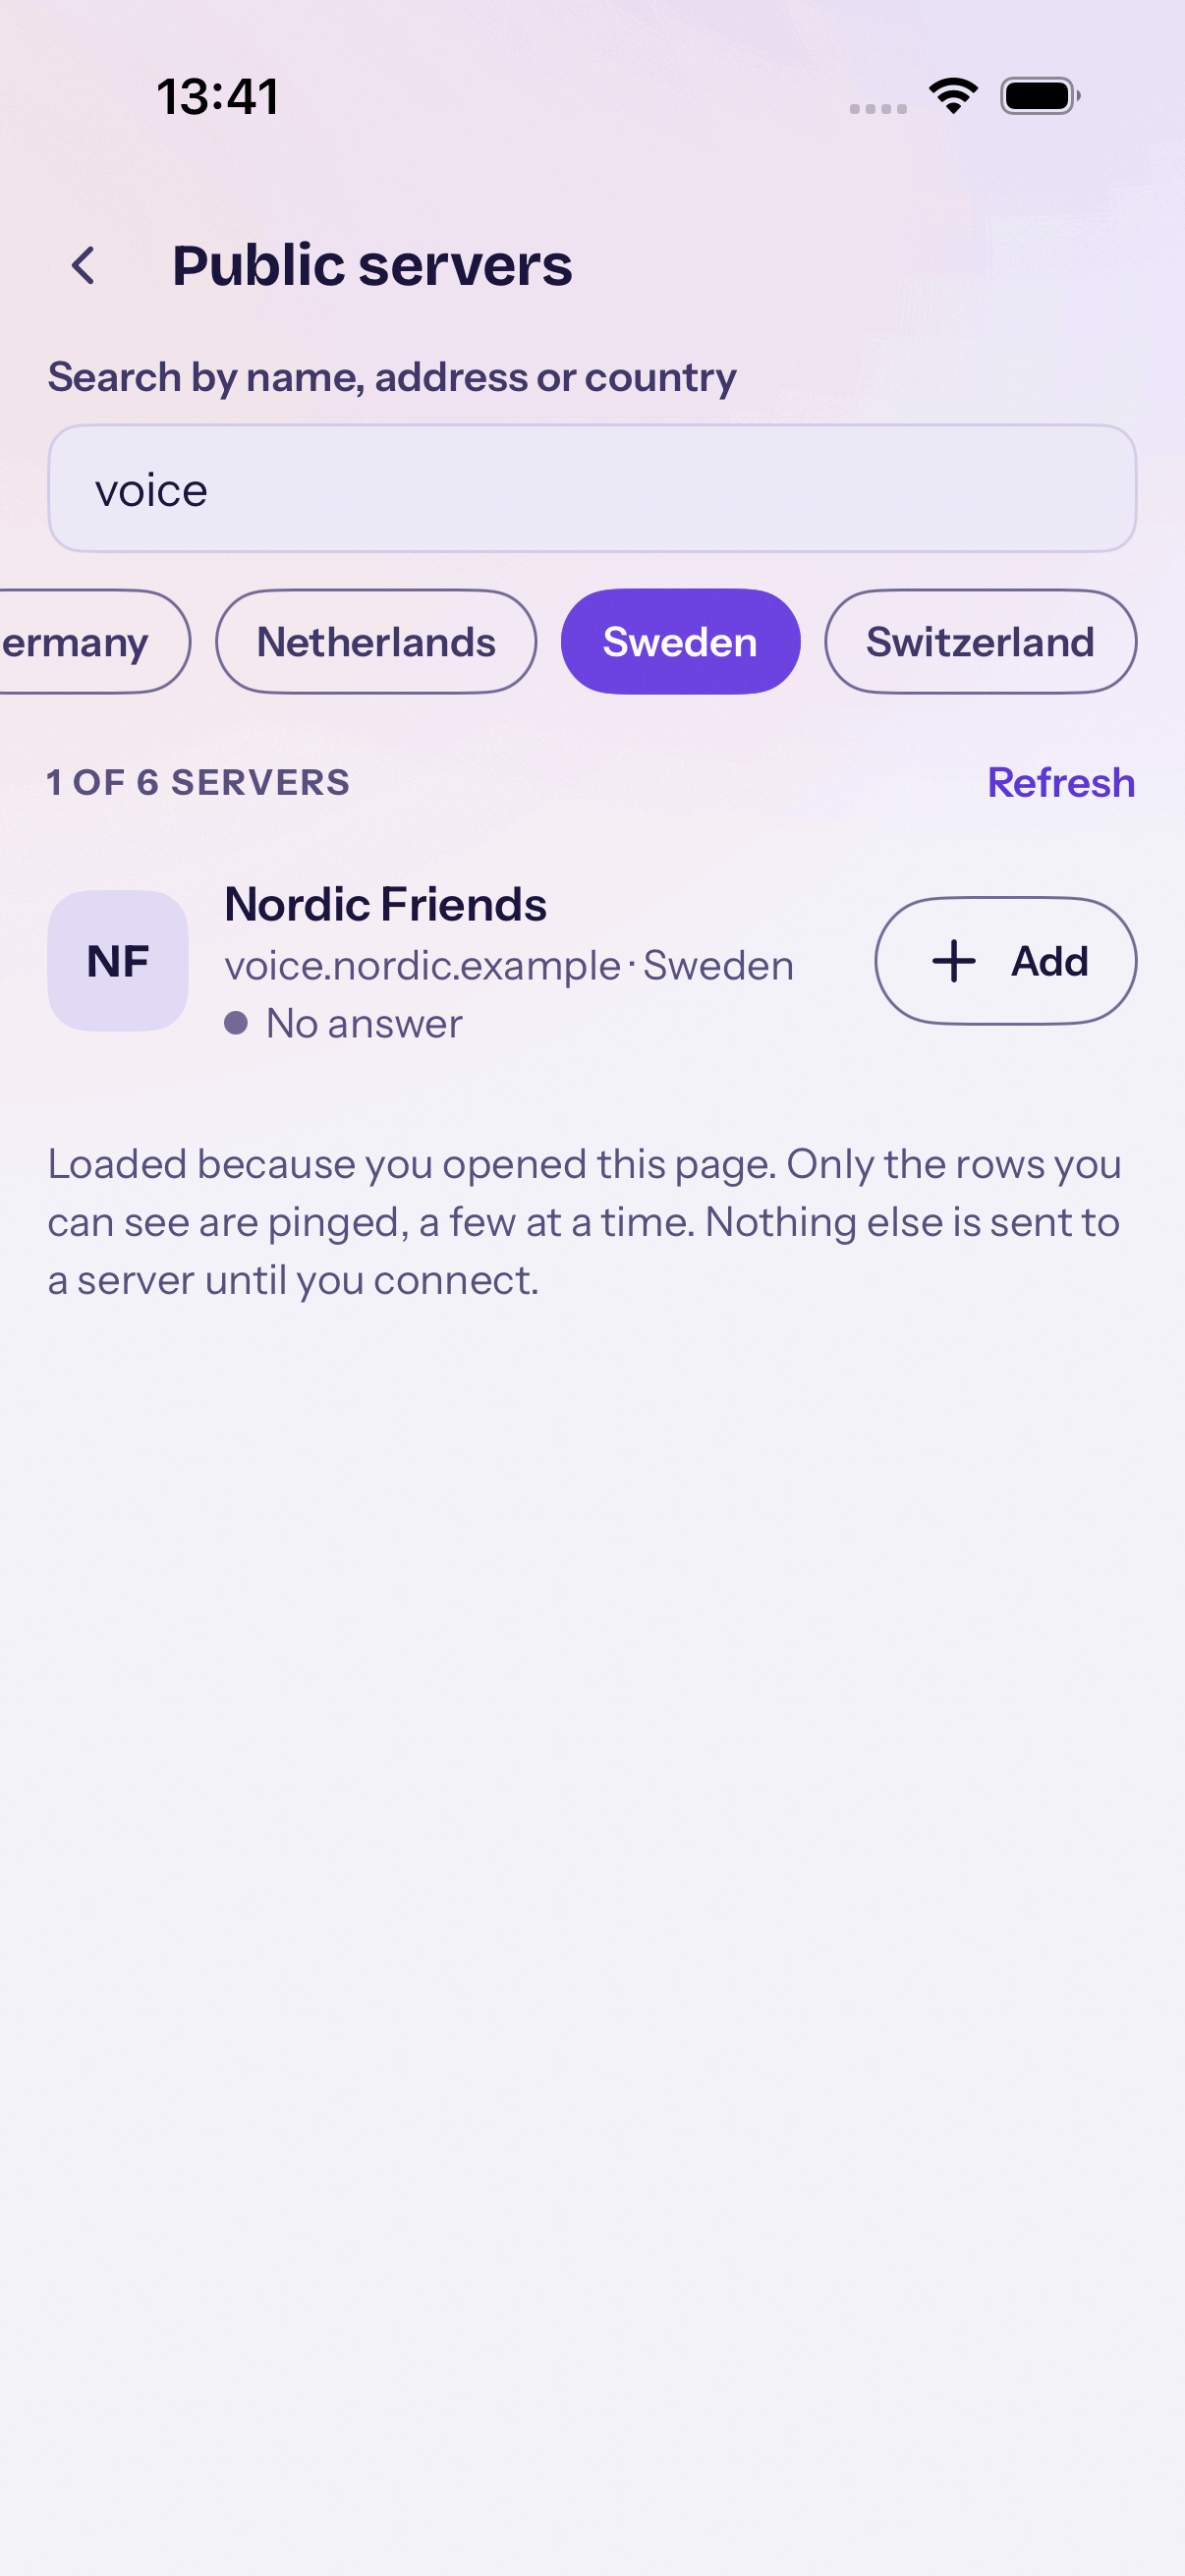 13:41
Public servers
Search by name, address or country
voice
ermany
Netherlands
Sweden
Switzerland
1 OF 6 SERVERS
Refresh
NF
Nordic Friends
voice.nordic.example · Sweden
No answer
Add
Loaded because you opened this page. Only the rows you
can see are pinged, a few at a time. Nothing else is sent to
a server until you connect.